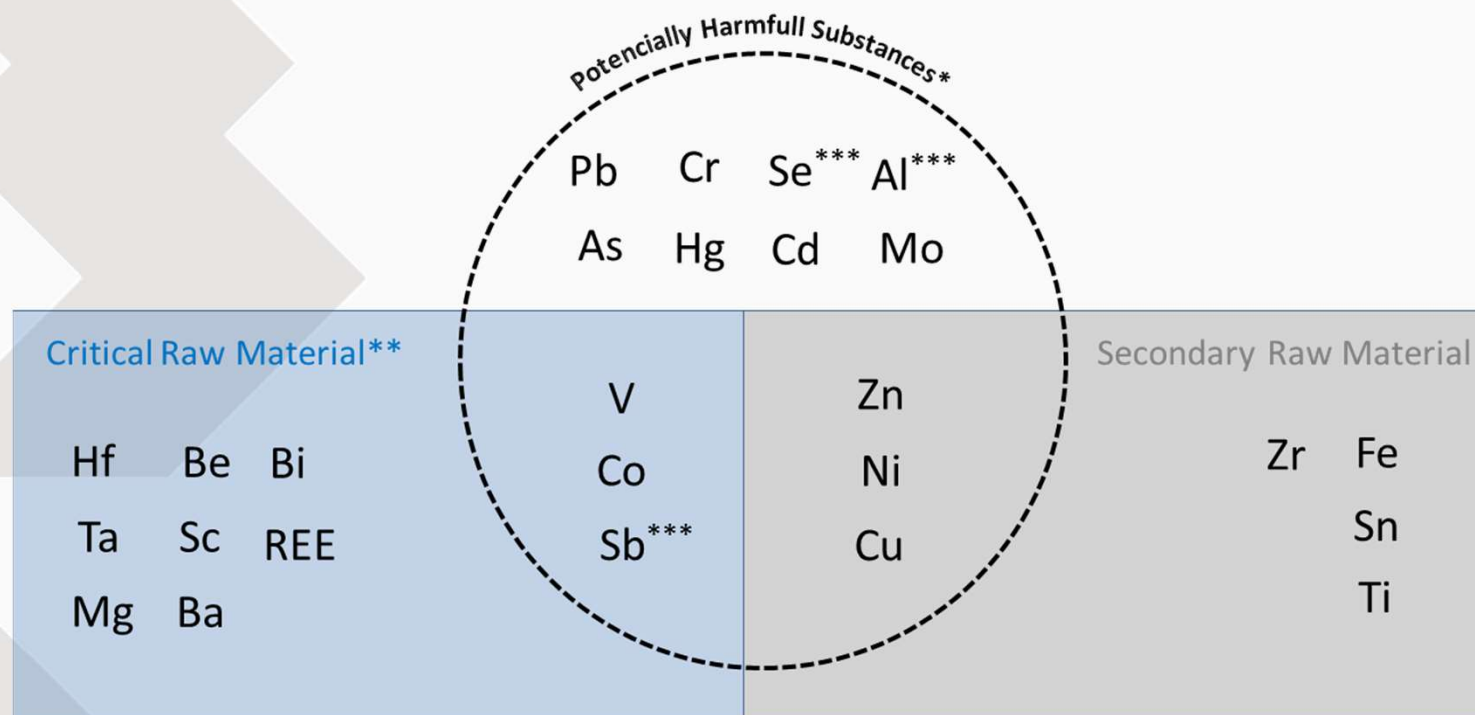 Potencially Harmfull Substances*
Pb Cr Se*** Al***
As Hg Cd Mo
Critical Raw Material**
Hf Be Bi
Ta Sc REE
Mg Ba
V
Co
Sb***
Zn
Ni
Cu
Secondary Raw Material
Zr Fe
Sn
Ti